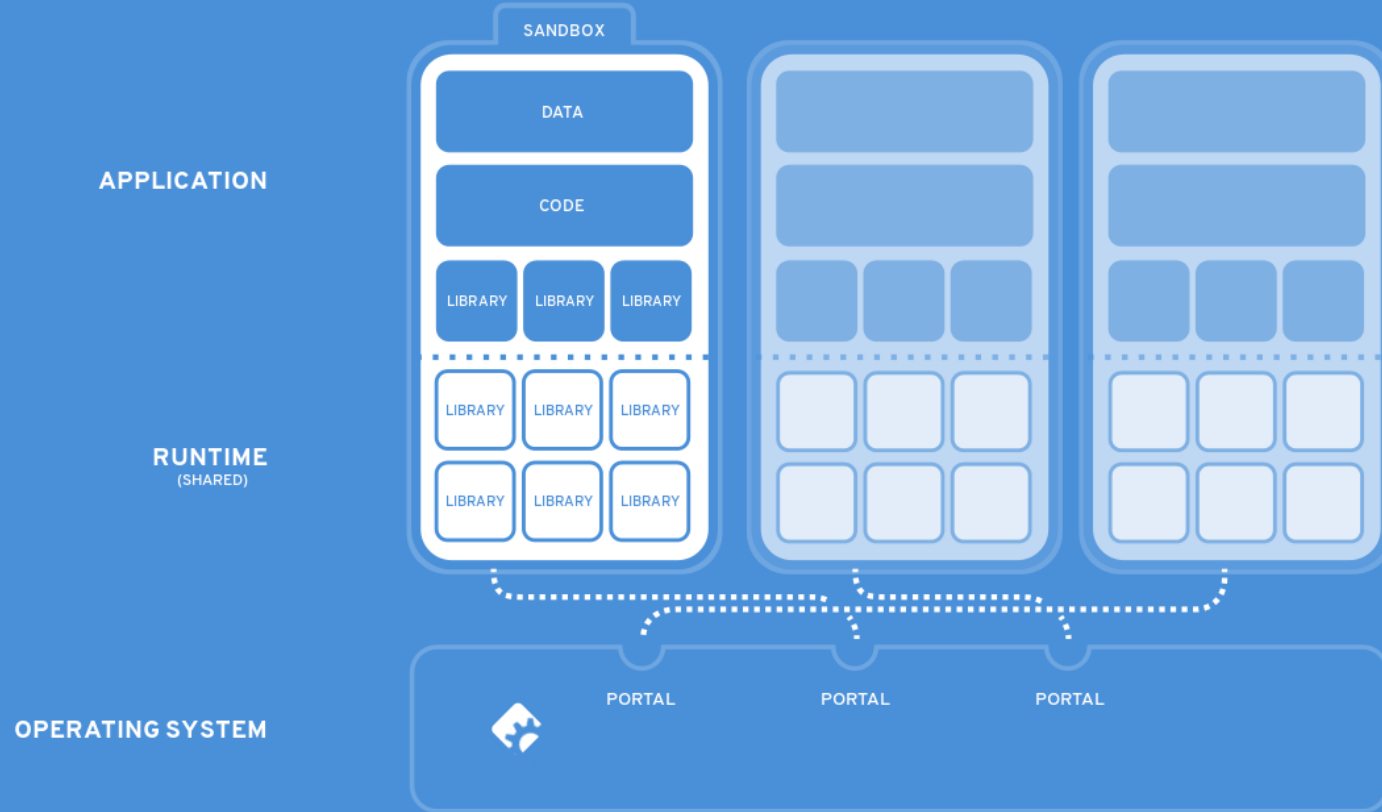 SANDBOX
DATA
APPLICATION
CODE
LIBRARY LIBRARY LIBRARY
LIBRARY LIBRARY LIBRARY
RUNTIME
(SHARED)
LIBRARY LIBRARY LIBRARY
PORTAL PORTAL PORTAL
OPERATING SYSTEM